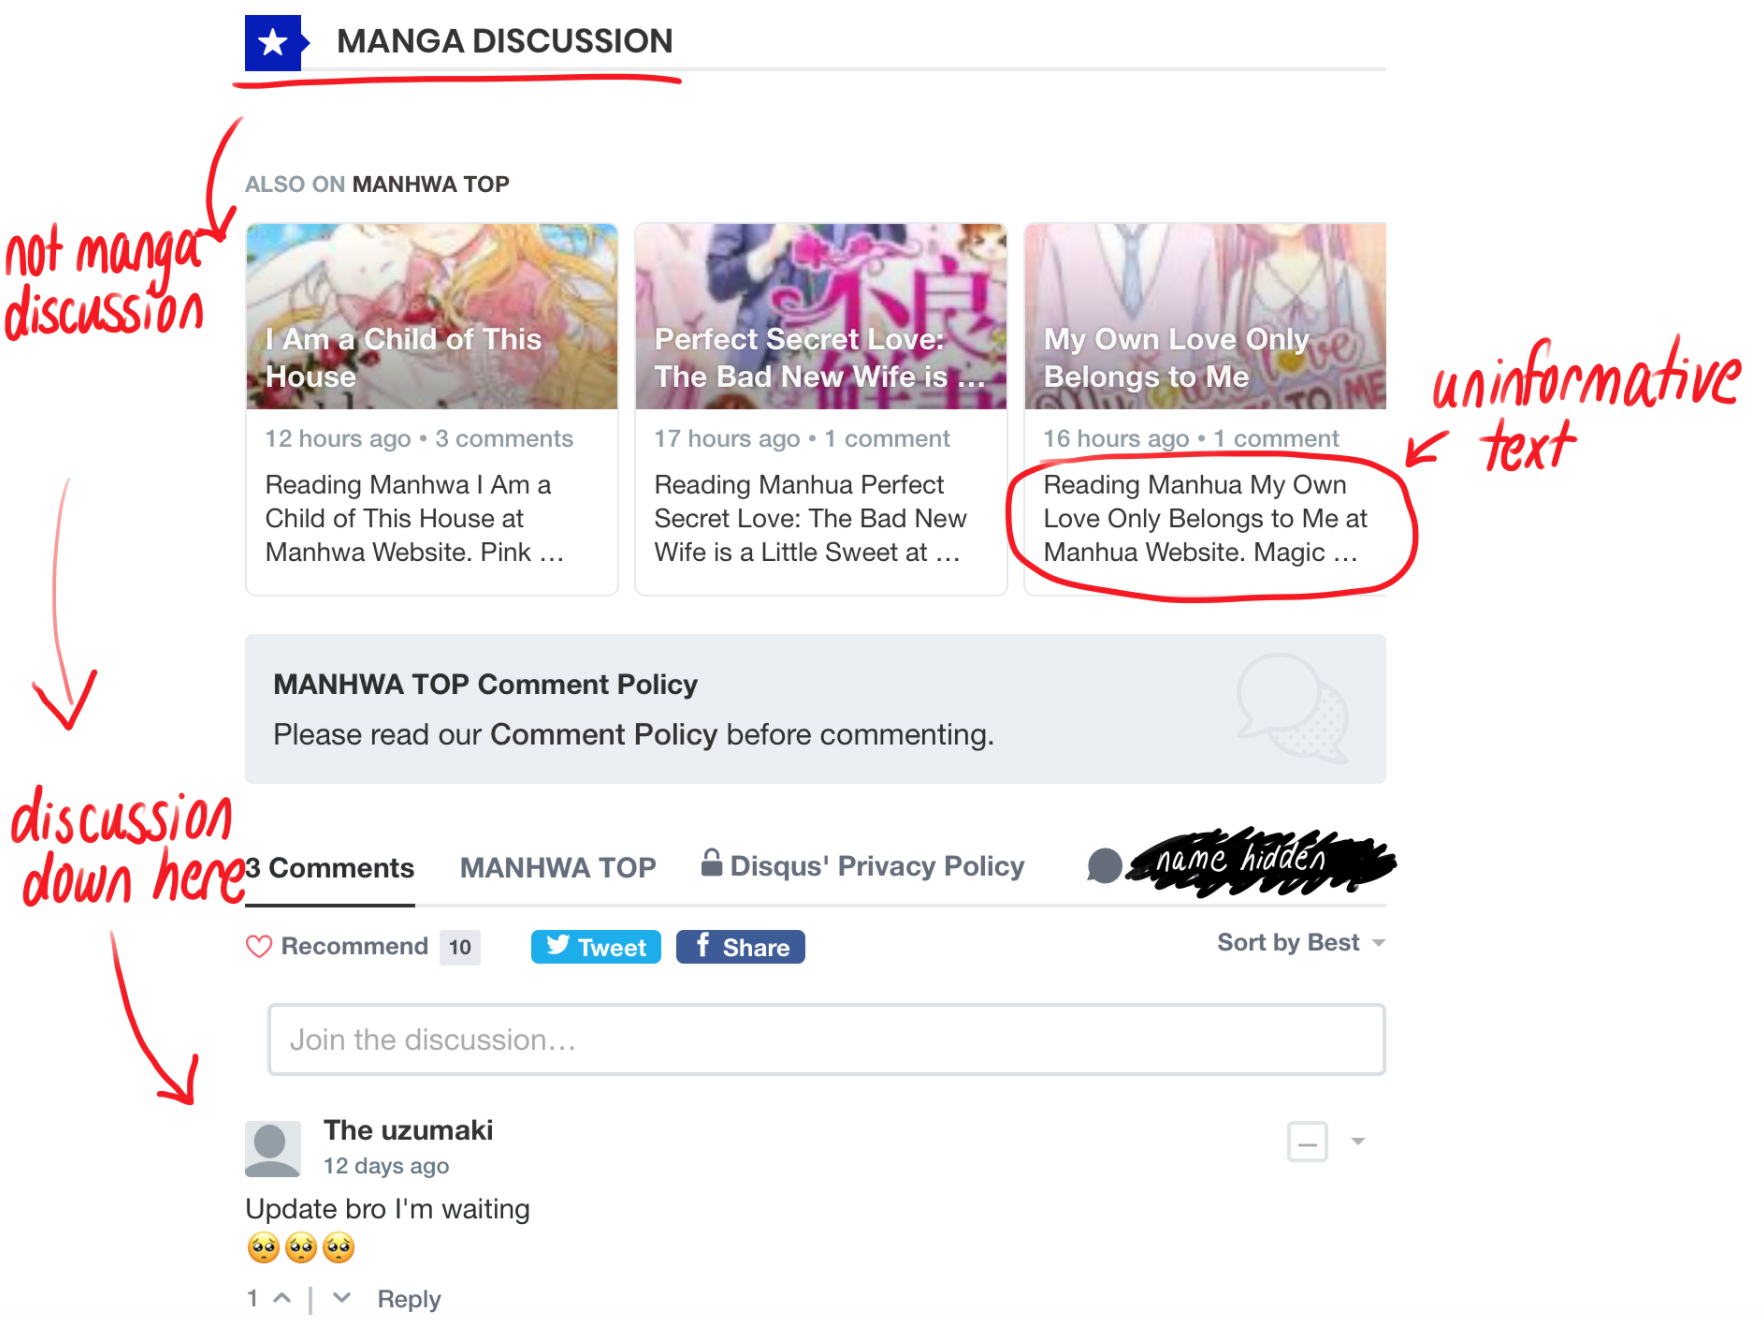 MANGA DISCUSSION
ALSO ON MANHWA TOP
not manga
discussion
I Am a Child of This
House
12 hours ago • 3 comments
Reading Manhwa I Am a
Child of This House at
Manhwa Website. Pink ...
不良
Perfect Secret Love:
The Bad New Wife is ...
17 hours ago • 1 comment
Reading Manhua Perfect
Secret Love: The Bad New
Wife is a Little Sweet at ...
My Own Love Only
Belongs to Me
16 hours ago • 1 comment
Reading Manhua My Own
Love Only Belongs to Me at
Manhua Website. Magic ...
uninformative
text
MANHWA TOP Comment Policy
Please read our Comment Policy before commenting.
discussion
down here
3 Comments MANHWA TOP Disqus' Privacy Policy name hidden
Recommend 10 Tweet f Share Sort by Best
Join the discussion...
The uzumaki
12 days ago
Update bro I'm waiting
🥺🥺🥺
1 Reply